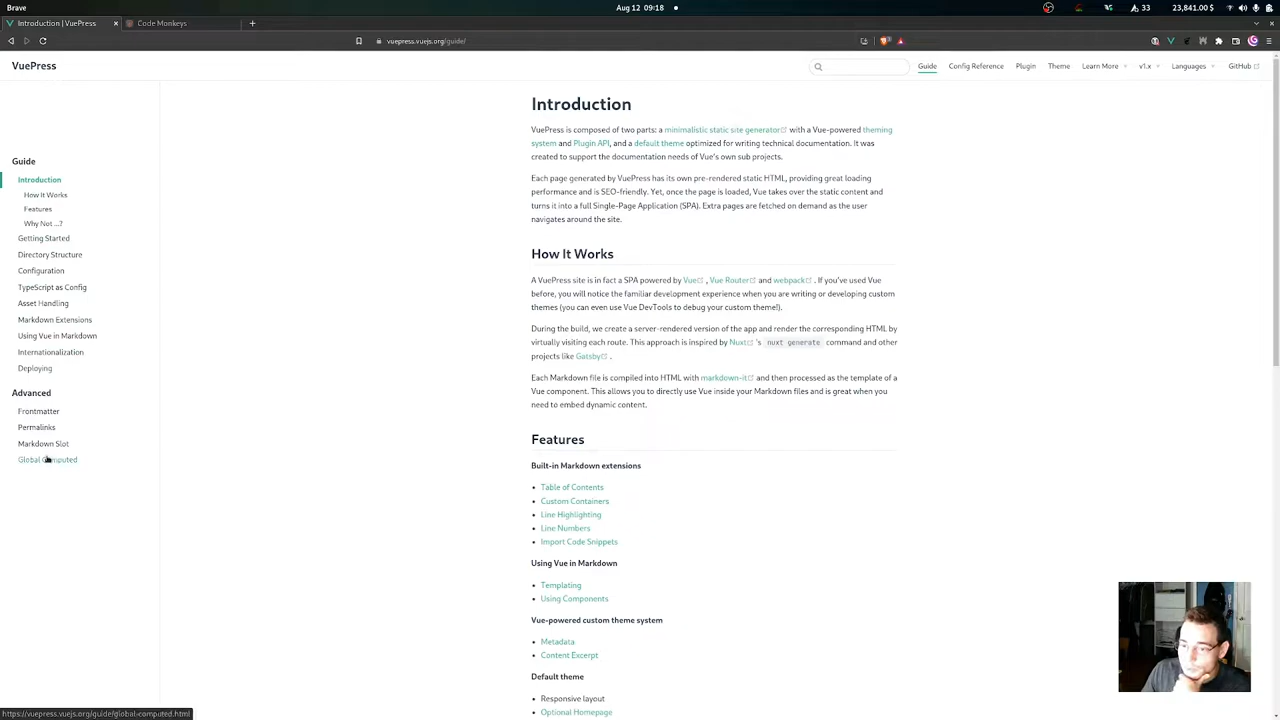 Brave
Aug 12 09:18
33
23,841.00 $
Introduction | VuePress
Code Monkeys
vuepress.vuejs.org/guide/
VuePress
Guide
Config Reference
Plugin
Theme
Learn More
v1.x
Languages
GitHub
Guide
Introduction
How It Works
Features
Why Not ...?
Getting Started
Directory Structure
Configuration
TypeScript as Config
Asset Handling
Markdown Extensions
Using Vue in Markdown
Internationalization
Deploying
Advanced
Frontmatter
Permalinks
Markdown Slot
Global Computed
Introduction
VuePress is composed of two parts: a minimalistic static site generator with a Vue-powered theming
system and Plugin API, and a default theme optimized for writing technical documentation. It was
created to support the documentation needs of Vue's own sub projects.
Each page generated by VuePress has its own pre-rendered static HTML, providing great loading
performance and is SEO-friendly. Yet, once the page is loaded, Vue takes over the static content and
turns it into a full Single-Page Application (SPA). Extra pages are fetched on demand as the user
navigates around the site.
How It Works
A VuePress site is in fact a SPA powered by Vue , Vue Router and webpack . If you've used Vue
before, you will notice the familiar development experience when you are writing or developing custom
themes (you can even use Vue DevTools to debug your custom theme!).
During the build, we create a server-rendered version of the app and render the corresponding HTML by
virtually visiting each route. This approach is inspired by Nuxt 's nuxt generate command and other
projects like Gatsby .
Each Markdown file is compiled into HTML with markdown-it and then processed as the template of a
Vue component. This allows you to directly use Vue inside your Markdown files and is great when you
need to embed dynamic content.
Features
Built-in Markdown extensions
• Table of Contents
• Custom Containers
• Line Highlighting
• Line Numbers
• Import Code Snippets
Using Vue in Markdown
• Templating
• Using Components
Vue-powered custom theme system
• Metadata
• Content Excerpt
Default theme
• Responsive layout
• Optional Homepage
https://vuepress.vuejs.org/guide/global-computed.html